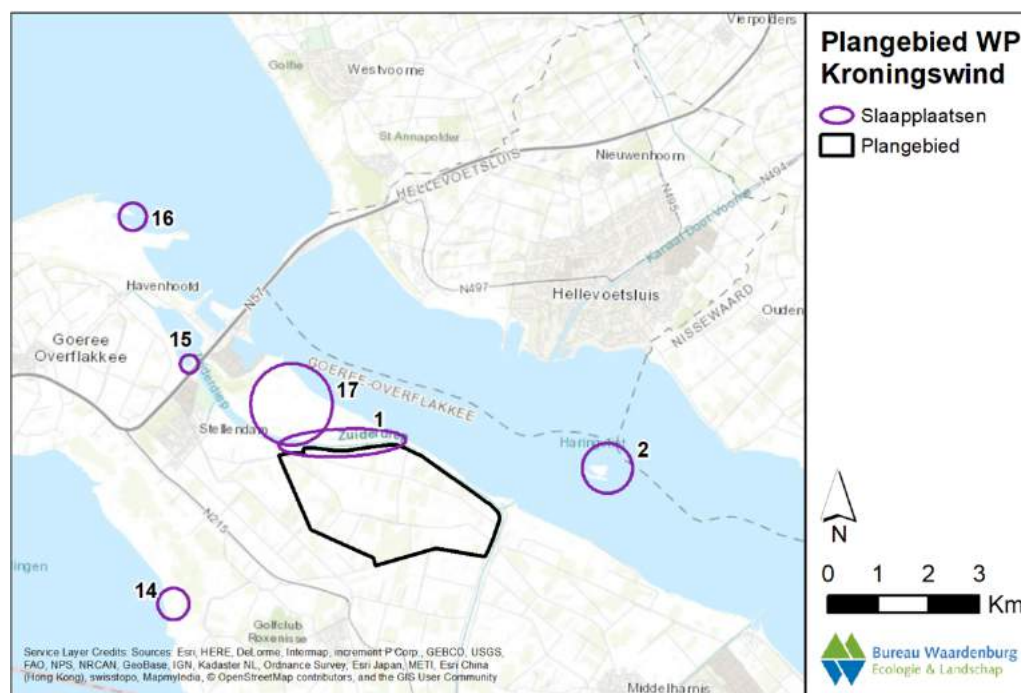 Plangebied WP
Kroningswind
Slaapplaatsen
Plangebied
Vierpolders
Golfie
Westvoorne
St Annapolder
Nieuwenhoorn
HELLEVOETSLUIS
N494
N495
Kanaal Door Voorne
16
N497
Havenhoofd
N57
Hellevoetsluis
Ouden
NISSEWAARD
15
Goeree
Overflakkee
GOEREE-OVERFLAKKEE
17
Zuiderdiep
1
Stellendam
Zuiderdiep
Haringvliet
2
N215
lingen
14
Golfclub
Roxenisse
Middelharnis
N
0 1 2 3
Km
Service Layer Credits: Sources: Esri, HERE, DeLorme, Intermap, increment P Corp., GEBCO, USGS,
FAO, NPS, NRCAN, GeoBase, IGN, Kadaster NL, Ordnance Survey, Esri Japan, METI, Esri China
(Hong Kong), swisstopo, MapmyIndia, © OpenStreetMap contributors, and the GIS User Community
Bureau Waardenburg
Ecologie & Landschap